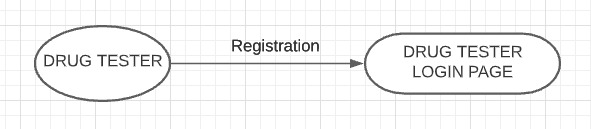 Registration
DRUG TESTER
DRUG TESTER
LOGIN PAGE